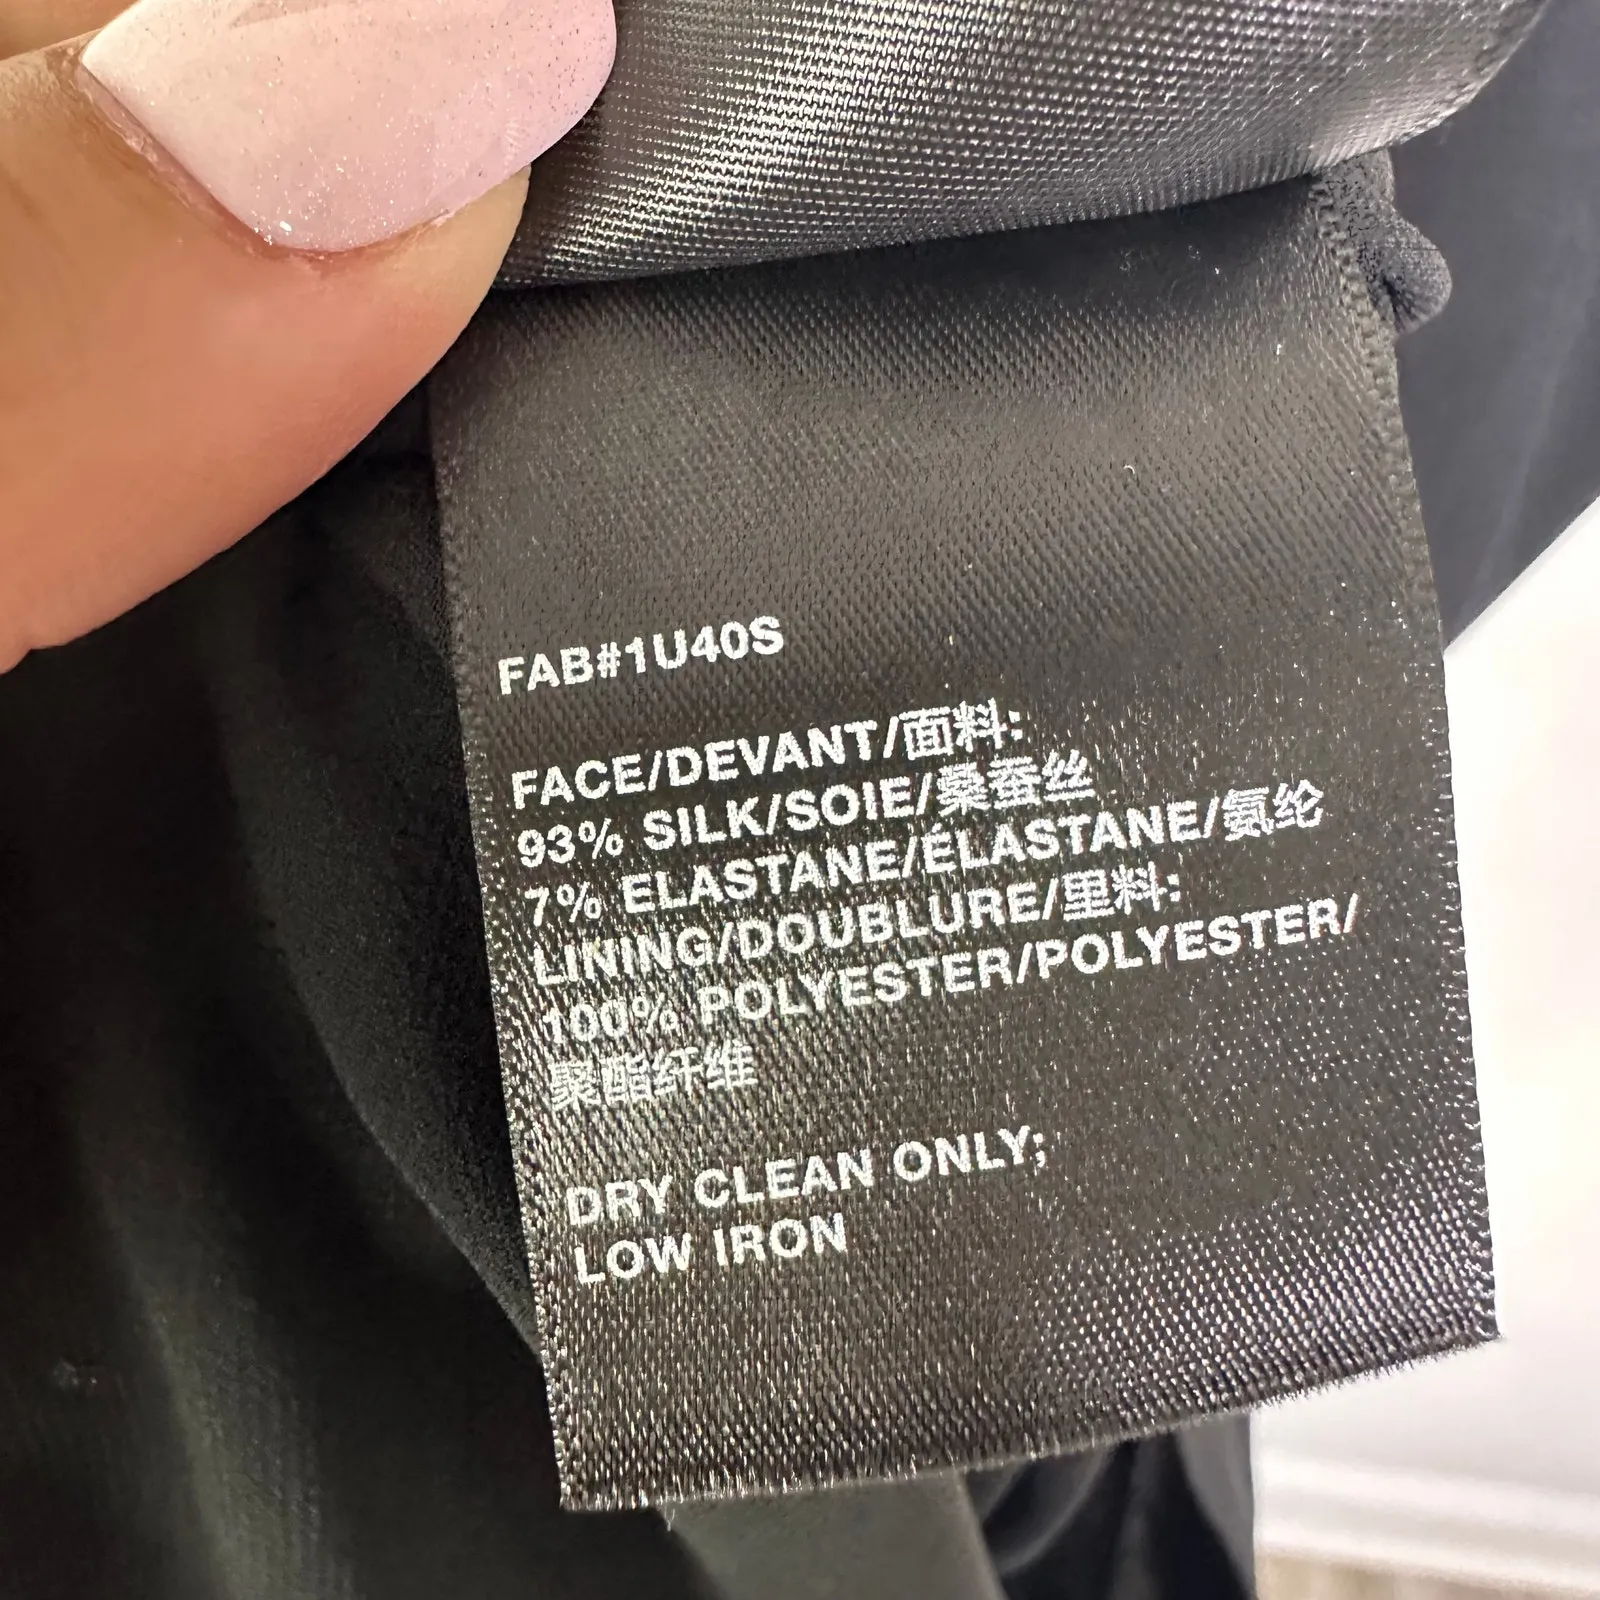 FAB#1U40S
FACE/DEVANT/面料:
93% SILK/SOIE/桑蚕丝
7% ELASTANE/ÉLASTANE/氨纶
LINING/DOUBLURE/里料:
100% POLYESTER/POLYESTER/
聚酯纤维
DRY CLEAN ONLY;
LOW IRON